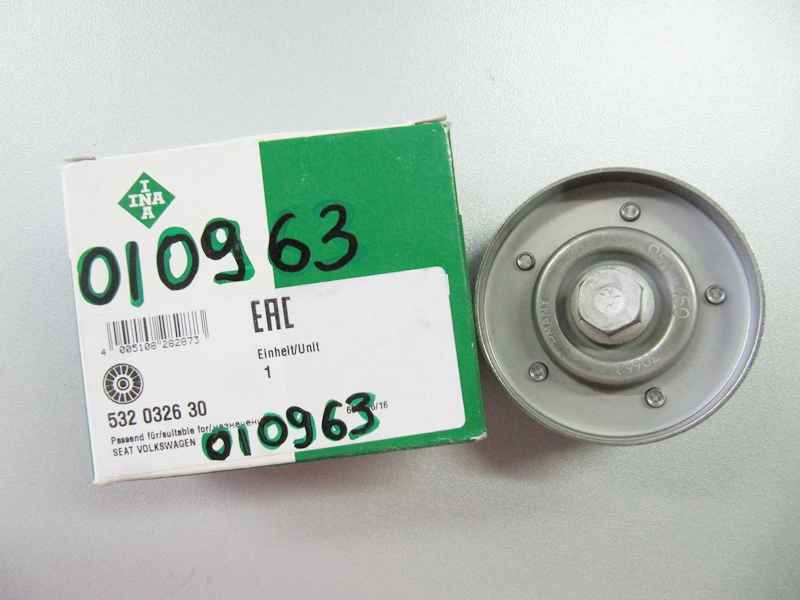 INA
INA
010963
4 005108 282873
EAC
Einheit/Unit
1
532 0326 30
Passend für/suitable for/
SEAT VOLKSWAGEN
010963